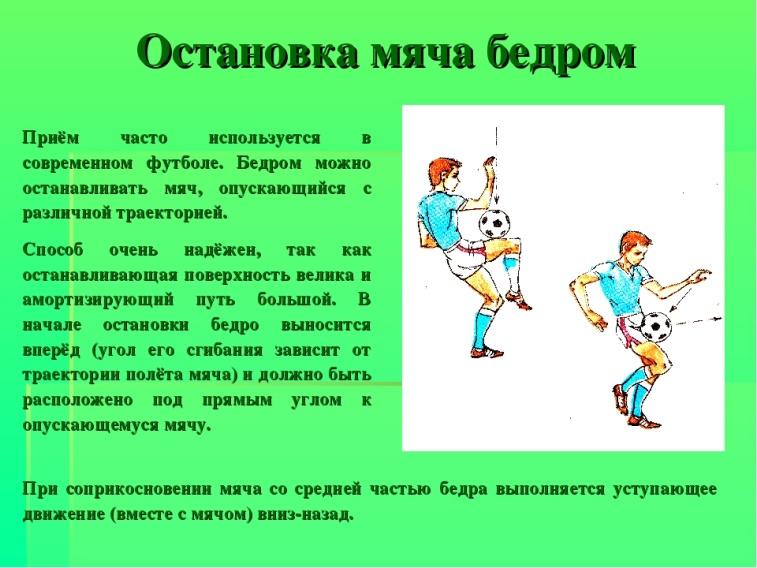 Остановка мяча бедром
Приём часто используется в
современном футболе. Бедром можно
останавливать мяч, опускающийся с
различной траекторией.
Способ очень надёжен, так как
останавливающая поверхность велика и
амортизирующий путь большой. В
начале остановки бедро выносится
вперёд (угол его сгибания зависит от
траектории полёта мяча) и должно быть
расположено под прямым углом к
опускающемуся мячу.
При соприкосновении мяча со средней частью бедра выполняется уступающее
движение (вместе с мячом) вниз-назад.